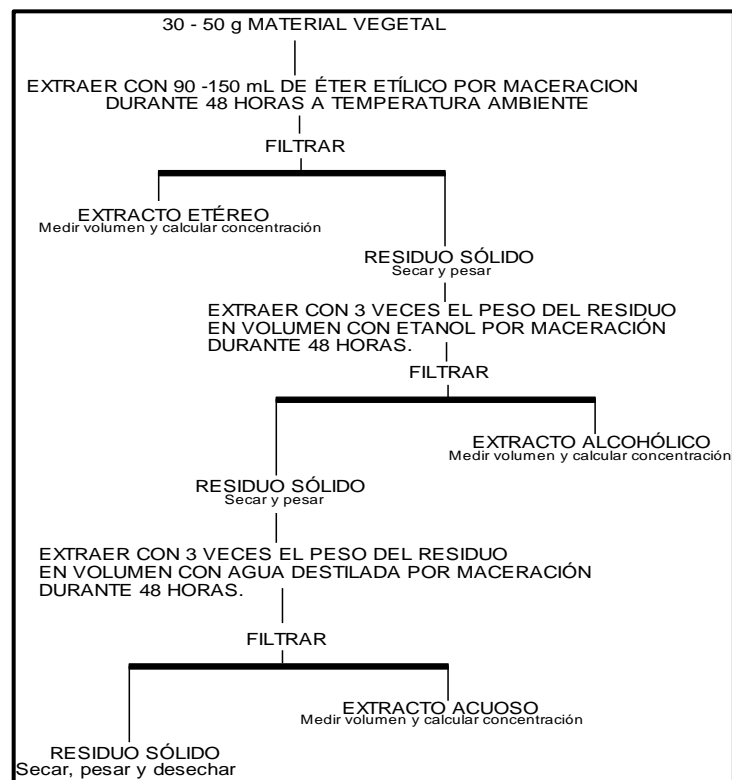 30 - 50 g MATERIAL VEGETAL
EXTRAER CON 90 -150 mL DE ÉTER ETÍLICO POR MACERACION
DURANTE 48 HORAS A TEMPERATURA AMBIENTE
FILTRAR
EXTRACTO ETÉREO
Medir volumen y calcular concentración
RESIDUO SÓLIDO
Secar y pesar
EXTRAER CON 3 VECES EL PESO DEL RESIDUO
EN VOLUMEN CON ETANOL POR MACERACIÓN
DURANTE 48 HORAS.
FILTRAR
EXTRACTO ALCOHÓLICO
Medir volumen y calcular concentración
RESIDUO SÓLIDO
Secar y pesar
EXTRAER CON 3 VECES EL PESO DEL RESIDUO
EN VOLUMEN CON AGUA DESTILADA POR MACERACIÓN
DURANTE 48 HORAS.
FILTRAR
EXTRACTO ACUOSO
Medir volumen y calcular concentración
RESIDUO SÓLIDO
Secar, pesar y desechar